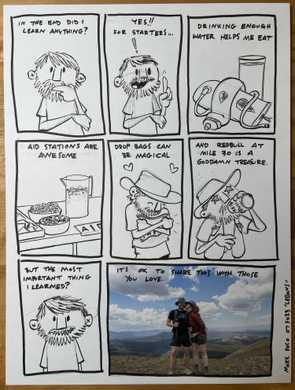 IN THE END DID I
LEARN ANYTHING?
YES!!
FOR STARTERS...
DRINKING ENOUGH
WATER HELPS ME EAT
AID STATIONS ARE
AWESOME
DROP BAGS CAN
BE MAGICAL
AND REDBULL AT
MILE 70 IS A
GODDAMN TREASURE.
BUT THE MOST
IMPORTANT THING
I LEARNED?
IT'S OK TO SHARE THIS WITH THOSE
YOU LOVE.